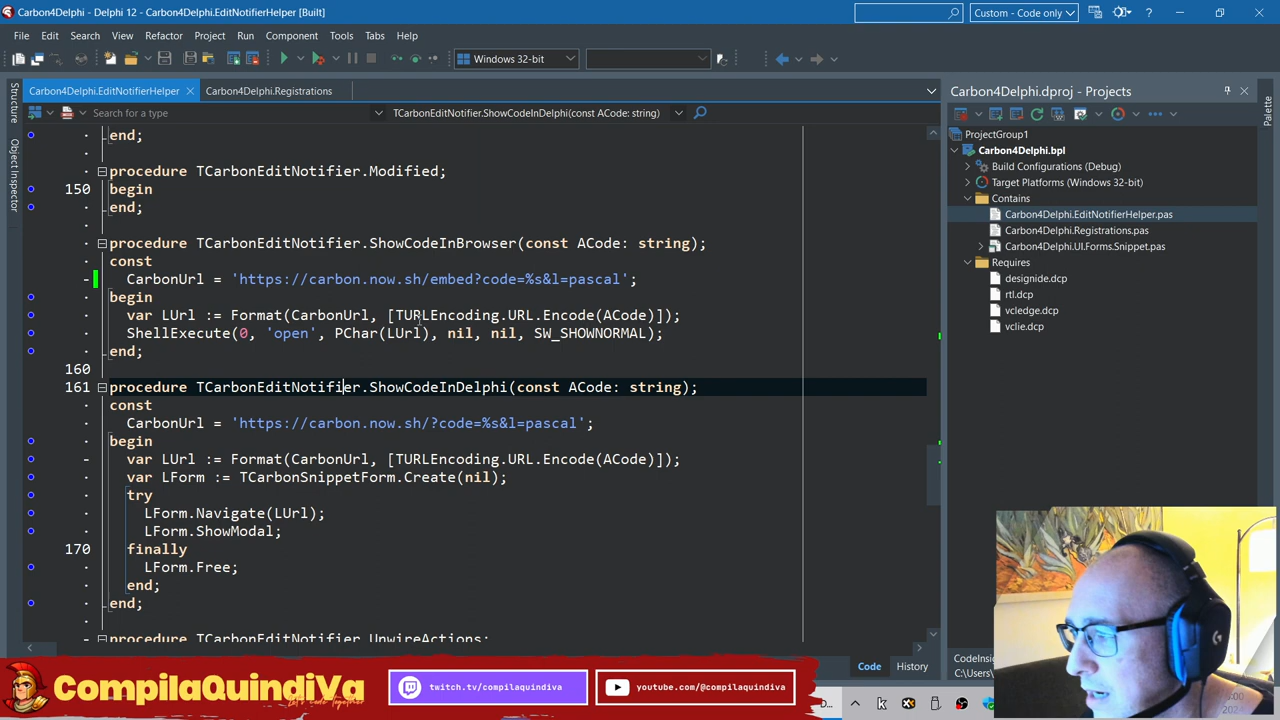 Carbon4Delphi - Delphi 12 - Carbon4Delphi.EditNotifierHelper [Built]
Custom - Code only
File Edit Search View Refactor Project Run Component Tools Tabs Help
Windows 32-bit
Carbon4Delphi.EditNotifierHelper
Carbon4Delphi.Registrations
Search for a type
TCarbonEditNotifier.ShowCodeInDelphi(const ACode: string)
Structure
Object Inspector
end;
procedure TCarbonEditNotifier.Modified;
150 begin
end;
procedure TCarbonEditNotifier.ShowCodeInBrowser(const ACode: string);
const
CarbonUrl = 'https://carbon.now.sh/embed?code=%s&l=pascal';
begin
var LUrl := Format(CarbonUrl, [TURLEncoding.URL.Encode(ACode)]);
ShellExecute(0, 'open', PChar(LUrl), nil, nil, SW_SHOWNORMAL);
end;
160
161 procedure TCarbonEditNotifier.ShowCodeInDelphi(const ACode: string);
const
CarbonUrl = 'https://carbon.now.sh/?code=%s&l=pascal';
begin
var LUrl := Format(CarbonUrl, [TURLEncoding.URL.Encode(ACode)]);
var LForm := TCarbonSnippetForm.Create(nil);
try
LForm.Navigate(LUrl);
LForm.ShowModal;
170 finally
LForm.Free;
end;
end;
procedure TCarbonEditNotifier.UnwireActions;
Code History
Carbon4Delphi.dproj - Projects
Palette
ProjectGroup1
Carbon4Delphi.bpl
Build Configurations (Debug)
Target Platforms (Windows 32-bit)
Contains
Carbon4Delphi.EditNotifierHelper.pas
Carbon4Delphi.Registrations.pas
Carbon4Delphi.UI.Forms.Snippet.pas
Requires
designide.dcp
rtl.dcp
vcledge.dcp
vclie.dcp
CompilaQuindiVa
Let's Code Together
twitch.tv/compilaquindiva
youtube.com/@compilaquindiva